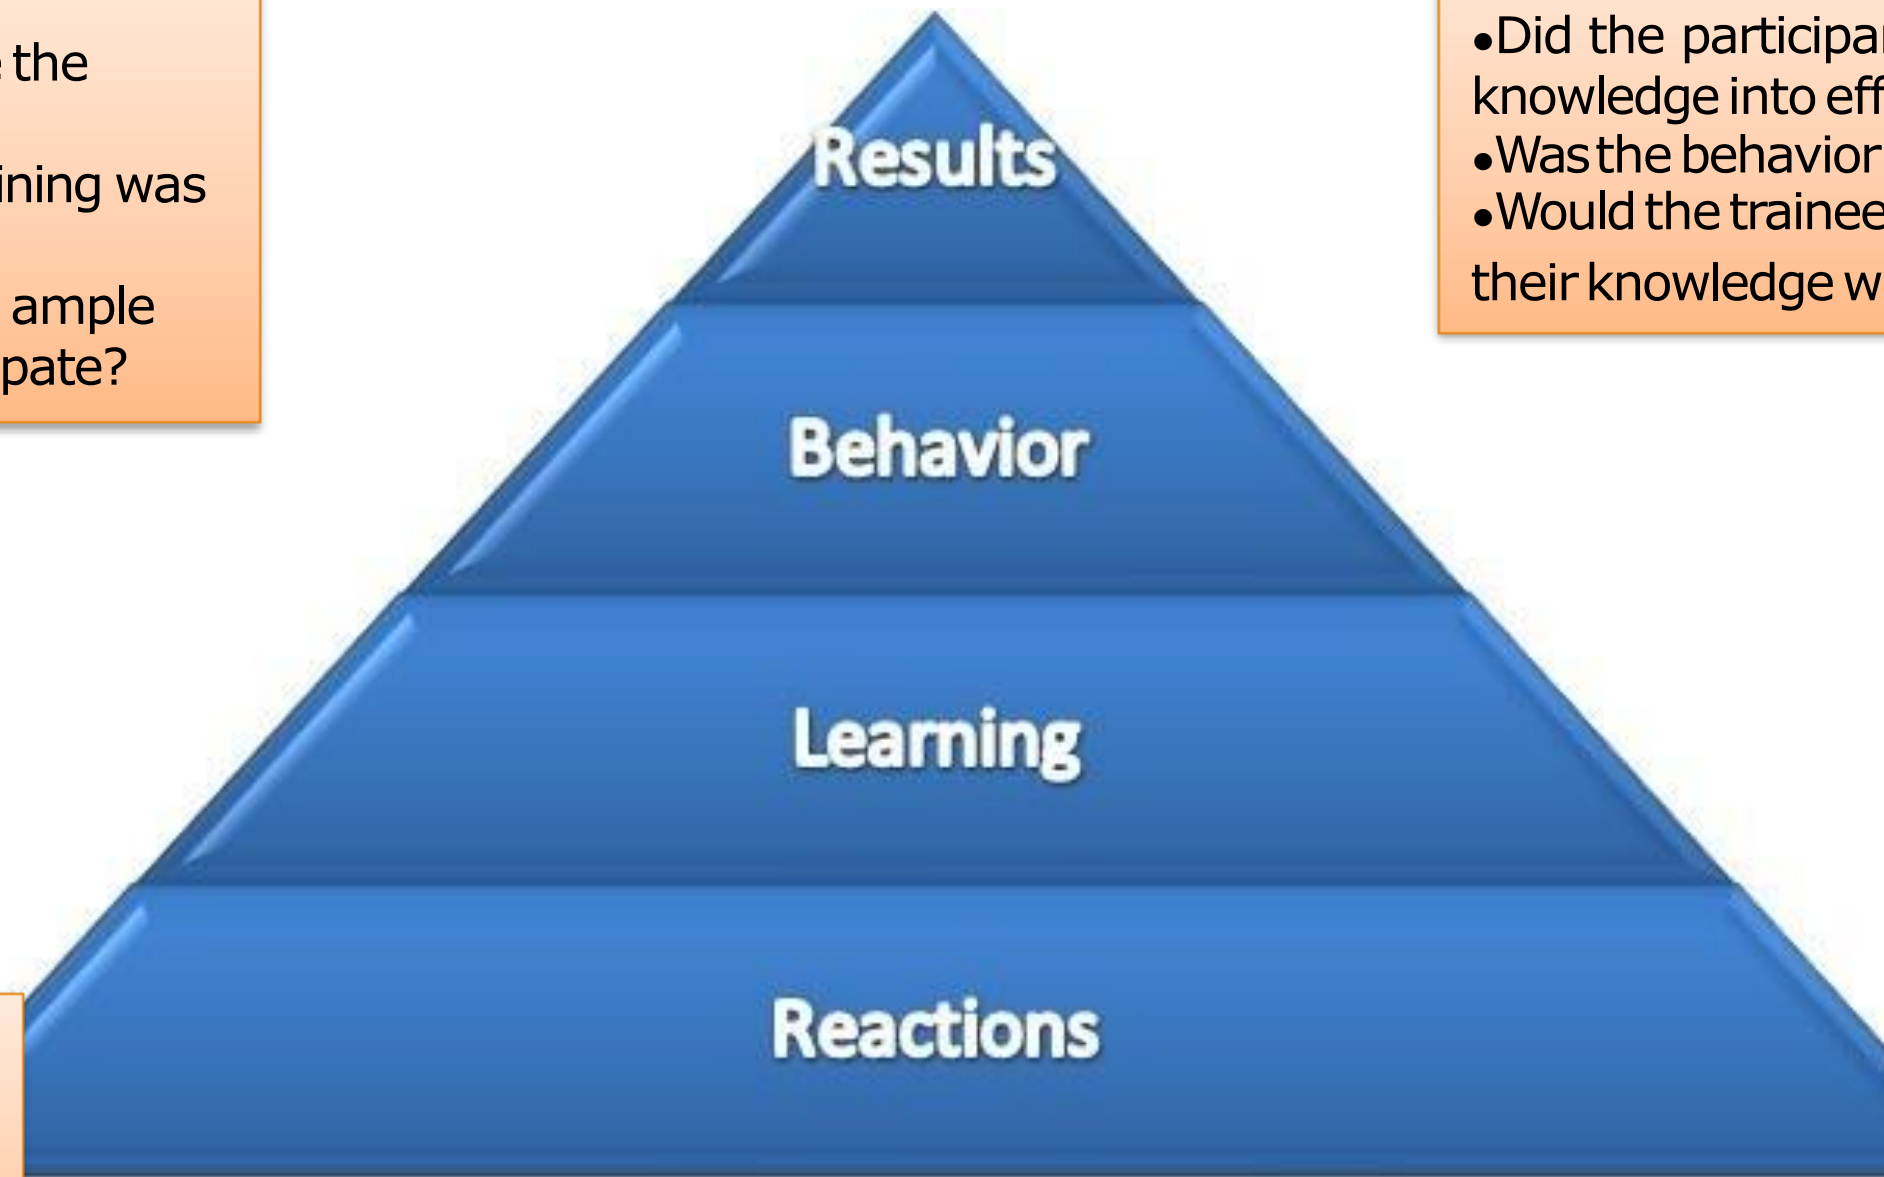 the
ining was
ample
pate?
Results
Behavior
Learning
Reactions
•Did the participa
knowledge into eff
•Was the behavior
•Would the trainee
their knowledge w